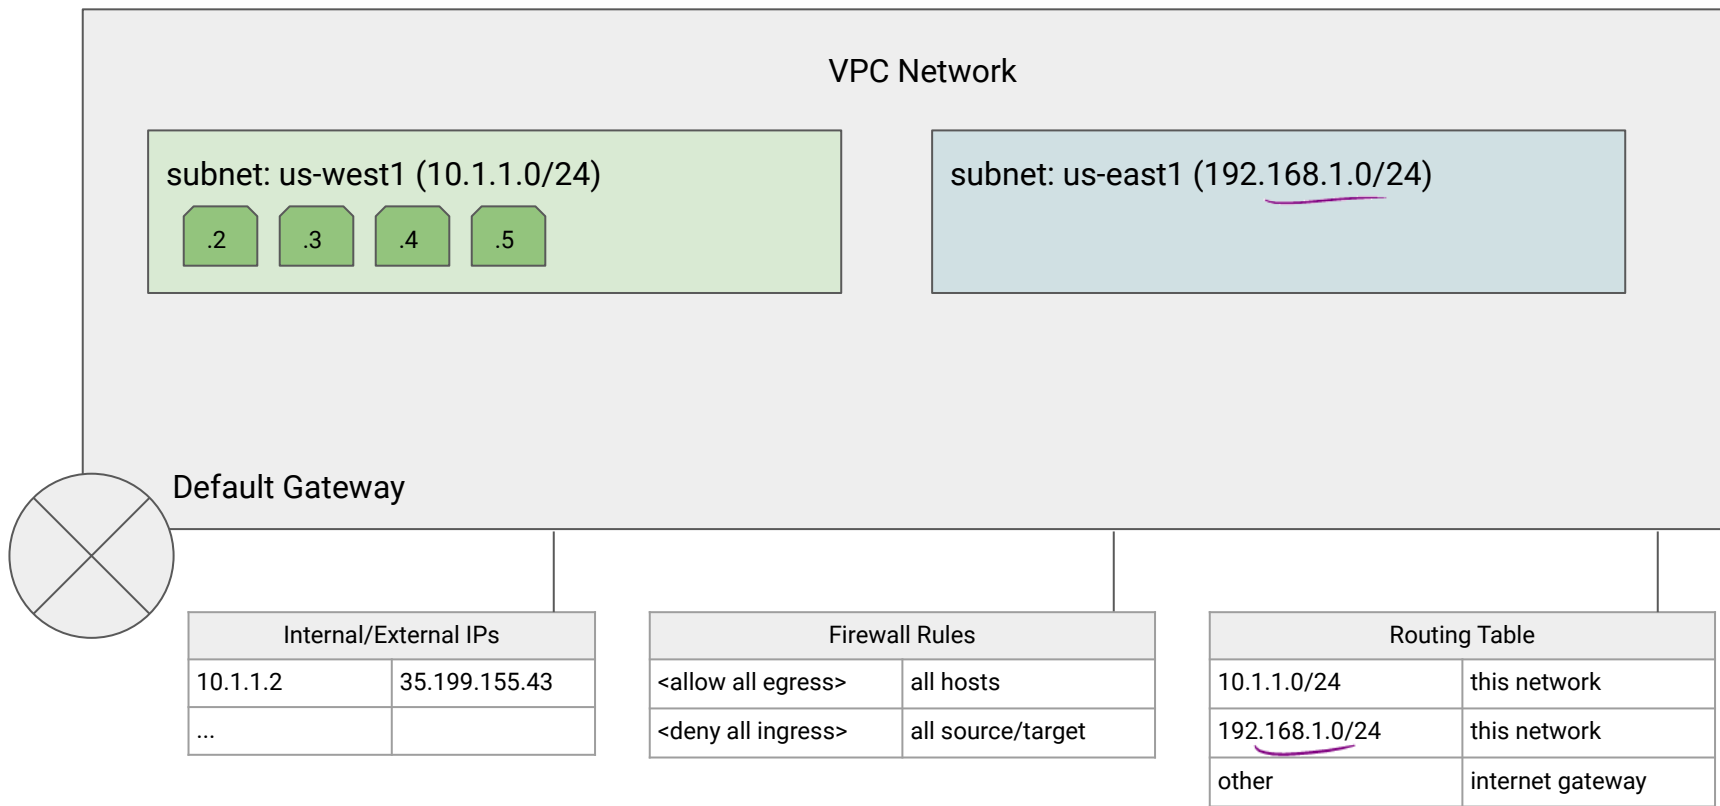 VPC Network
subnet: us-west1 (10.1.1.0/24)
.2 .3 .4 .5
subnet: us-east1 (192.168.1.0/24)
Default Gateway
Internal/External IPs
10.1.1.2 35.199.155.43
...
Firewall Rules
<allow all egress> all hosts
<deny all ingress> all source/target
Routing Table
10.1.1.0/24 this network
192.168.1.0/24 this network
other internet gateway